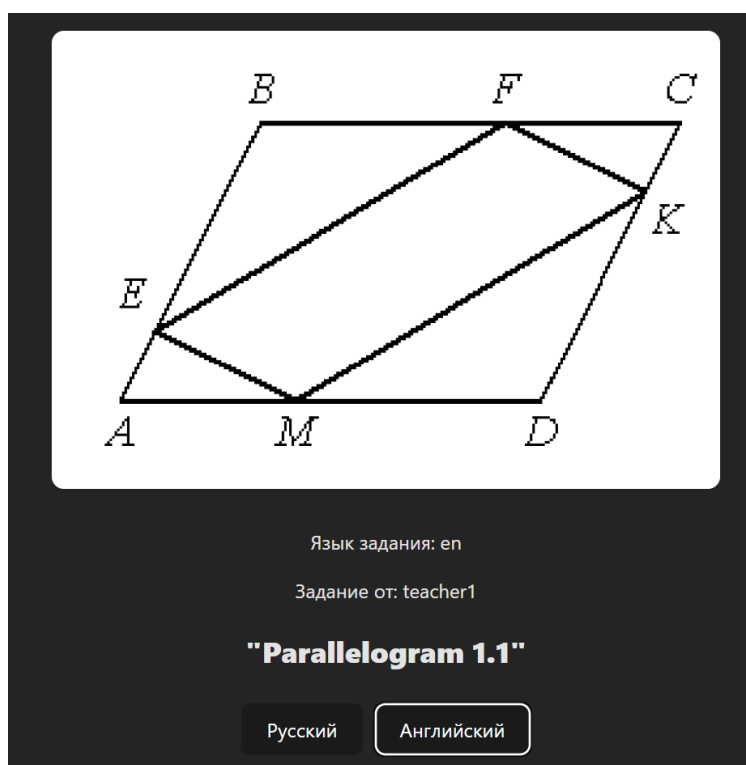 B F C
K
E
A M D
Язык задания: en
Задание от: teacher1
"Parallelogram 1.1"
Русский Английский